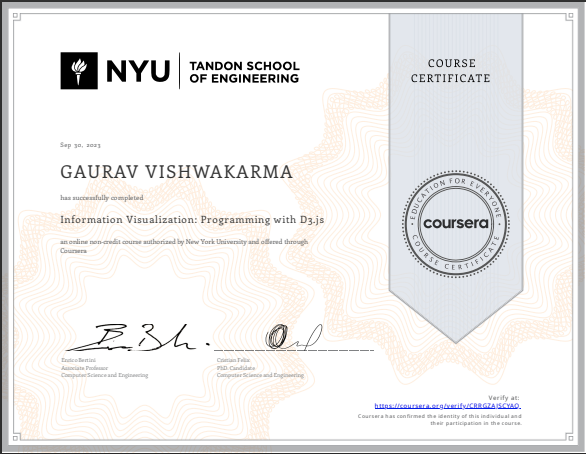 NYU
TANDON SCHOOL
OF ENGINEERING
COURSE
CERTIFICATE
Sep 30, 2023
GAURAV VISHWAKARMA
has successfully completed
Information Visualization: Programming with D3.js
an online non-credit course authorized by New York University and offered through
Coursera
EDUCATION FOR EVERYONE
coursera
COURSE CERTIFICATE
Enrico Bertini
Associate Professor
Computer Science and Engineering
Cristian Felix
PhD. Candidate
Computer Science and Engineering
Verify at:
https://coursera.org/verify/CRRGZAJSCYAQ
Coursera has confirmed the identity of this individual and
their participation in the course.